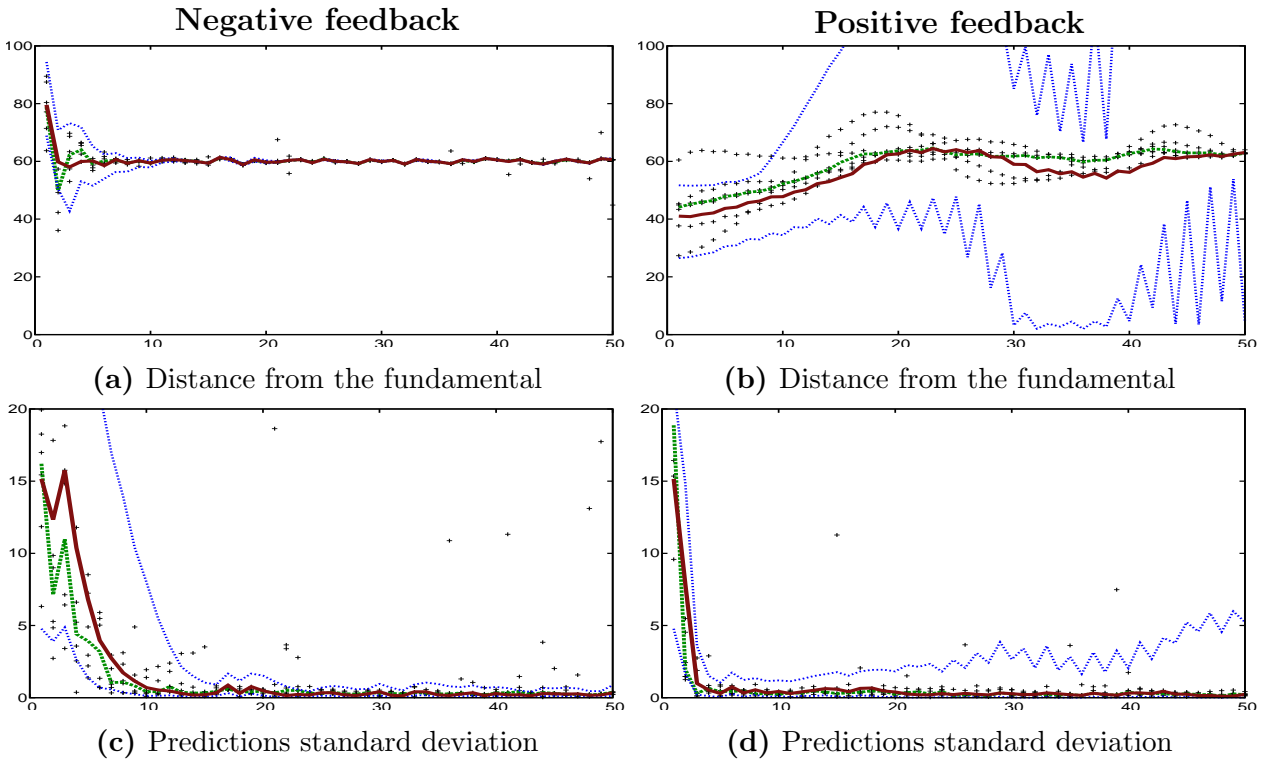 Negative feedback
Positive feedback
100
80
60
40
20
0
0 10 20 30 40 50
100
80
60
40
20
0
0 10 20 30 40 50
(a) Distance from the fundamental
(b) Distance from the fundamental
20
15
10
5
0
0 10 20 30 40 50
20
15
10
5
0
0 10 20 30 40 50
(c) Predictions standard deviation
(d) Predictions standard deviation